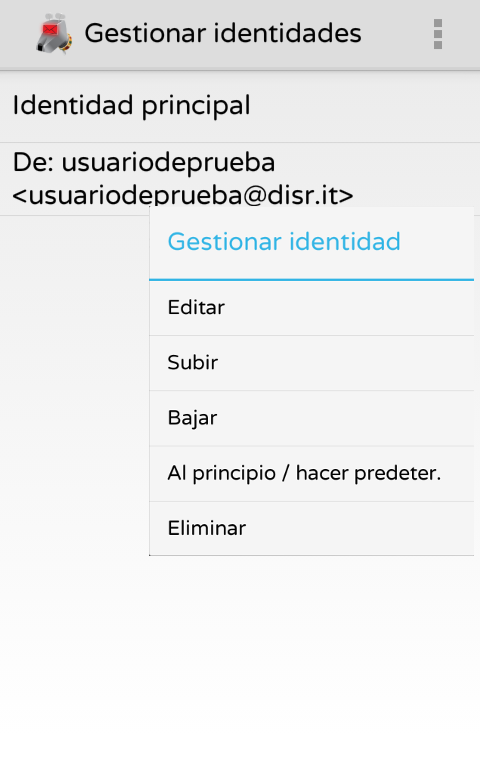 Gestionar identidades
Identidad principal
De: usuariodeprueba
<usuariodeprueba@disr.it>
Gestionar identidad
Editar
Subir
Bajar
Al principio / hacer predeter.
Eliminar